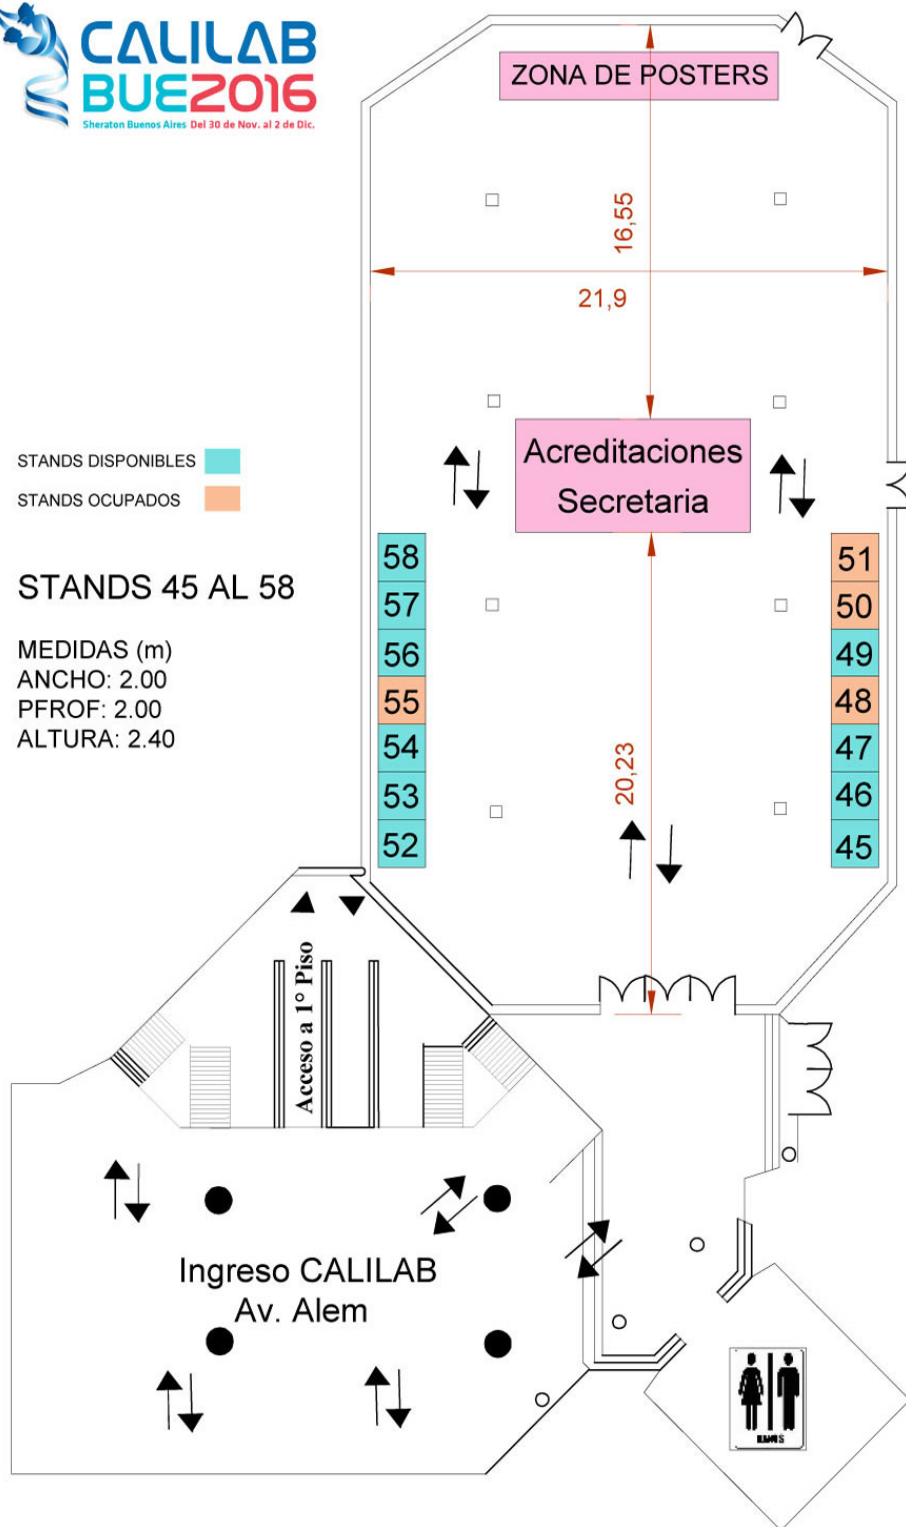 CALILAB
BUE2016
Sheraton Buenos Aires Del 30 de Nov. al 2 de Dic.
ZONA DE POSTERS
16,55
21,9
STANDS DISPONIBLES
STANDS OCUPADOS
Acreditaciones
Secretaria
STANDS 45 AL 58
MEDIDAS (m)
ANCHO: 2.00
PFROF: 2.00
ALTURA: 2.40
58
57
56
55
54
53
52
51
50
49
48
47
46
45
20,23
Acceso a 1° Piso
Ingreso CALILAB
Av. Alem